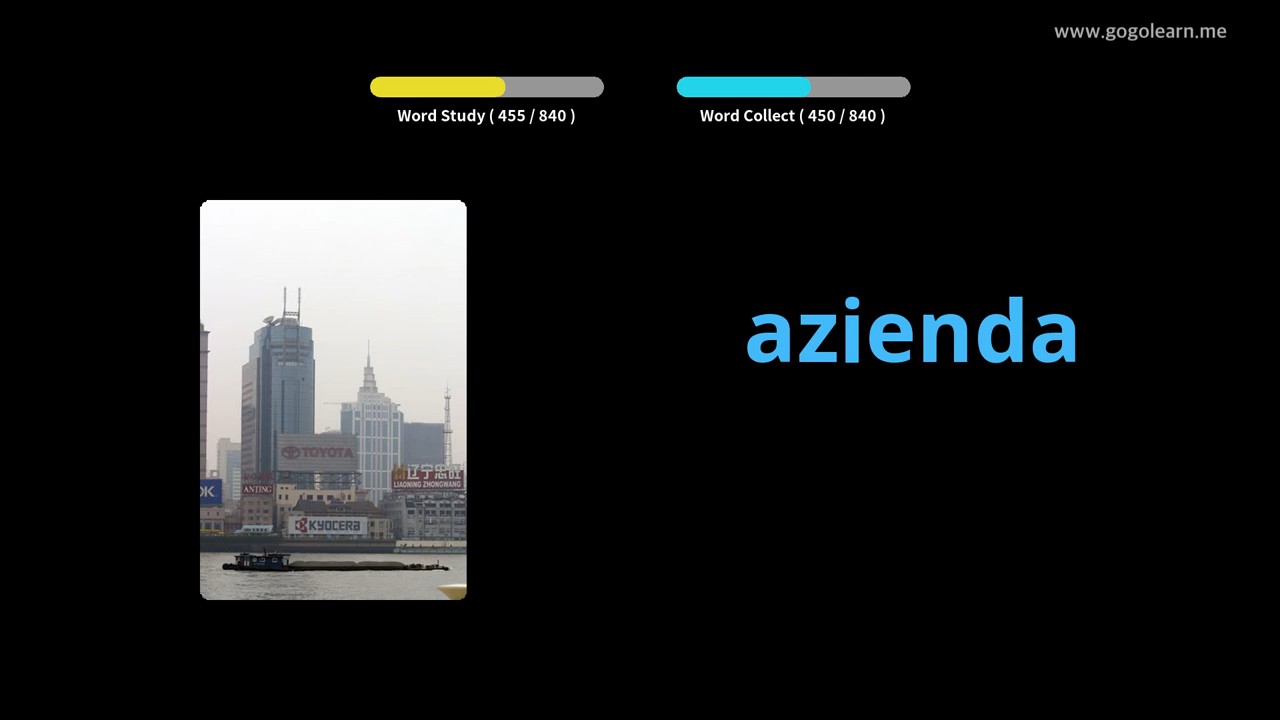 www.gogolearn.me
Word Study ( 455 / 840 )
Word Collect ( 450 / 840 )
azienda
TOYOTA
辽宁忠旺
LIAONING ZHONGWANG
ANTING
KYOCERA